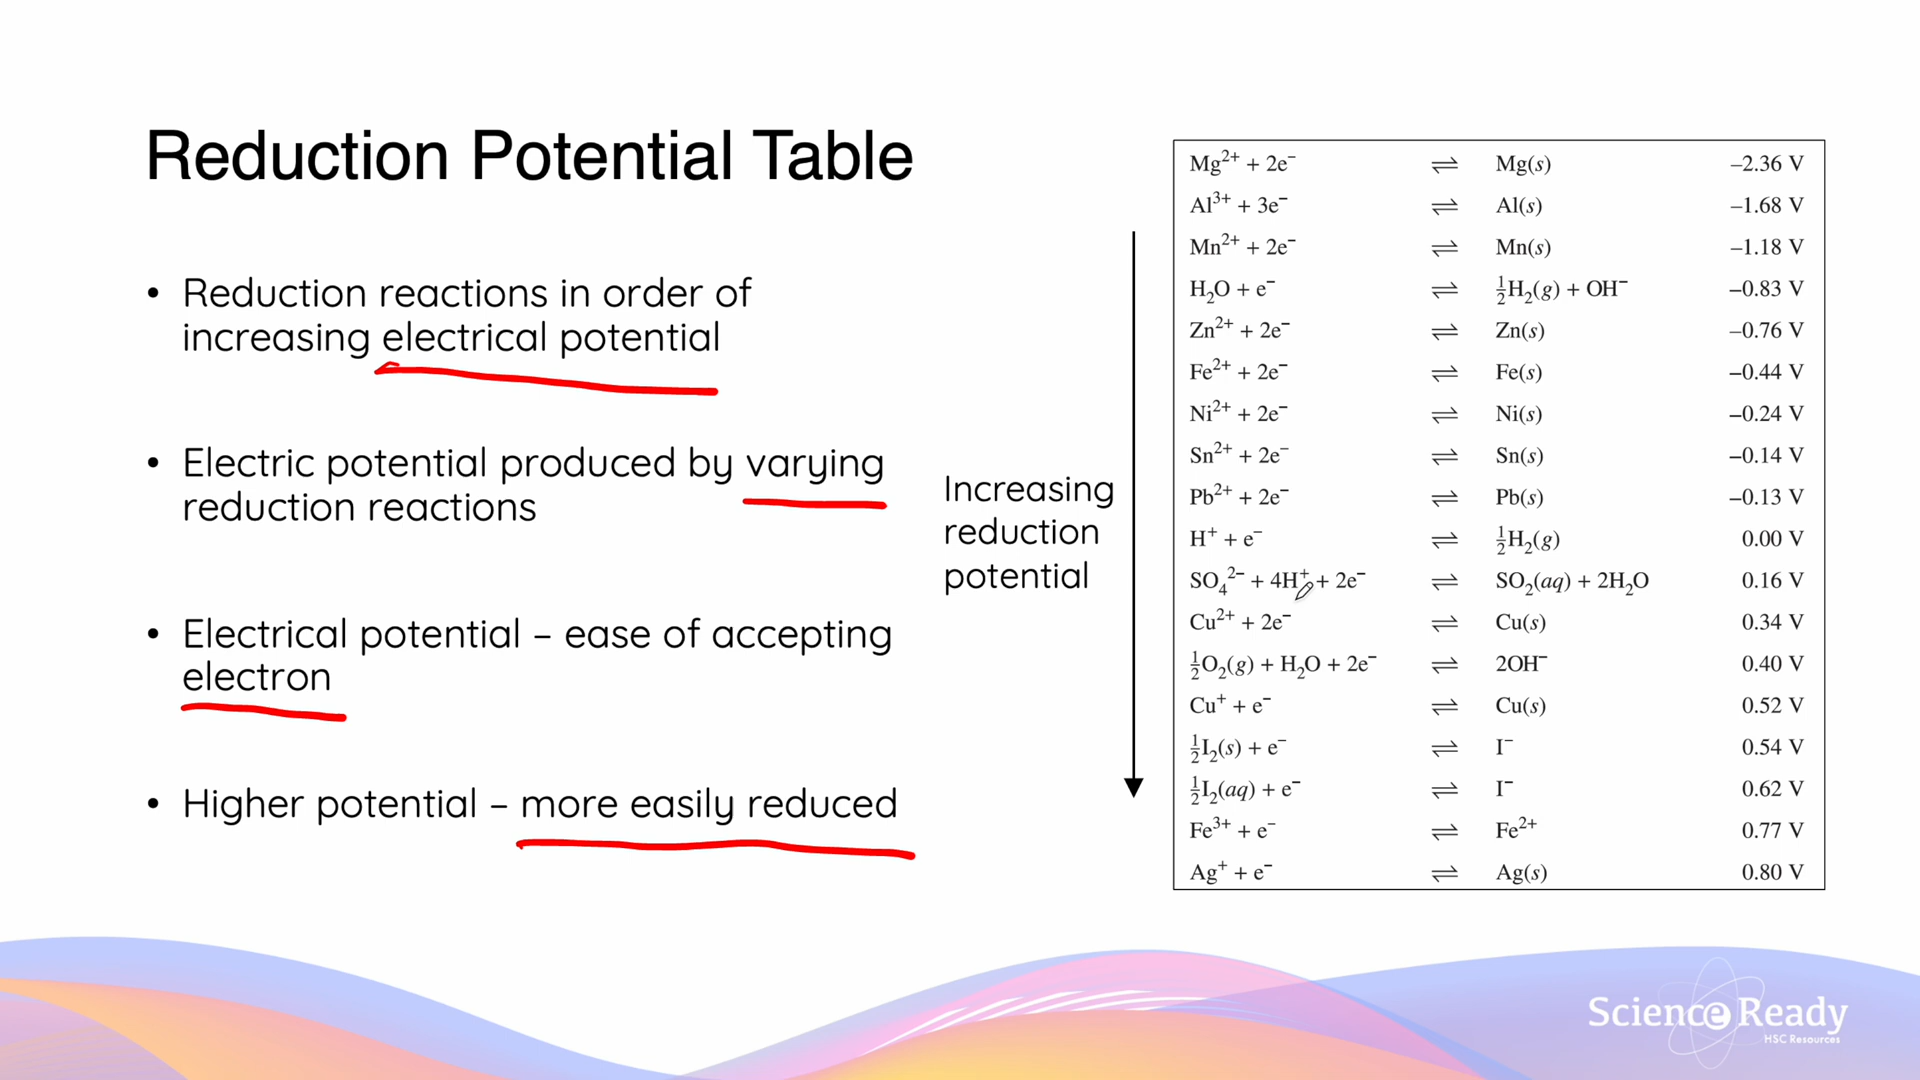 Reduction Potential Table
• Reduction reactions in order of
increasing electrical potential
• Electric potential produced by varying
reduction reactions
• Electrical potential – ease of accepting
electron
• Higher potential – more easily reduced
Increasing
reduction
potential
Mg²⁺ + 2e⁻ ⇌ Mg(s) –2.36 V
Al³⁺ + 3e⁻ ⇌ Al(s) –1.68 V
Mn²⁺ + 2e⁻ ⇌ Mn(s) –1.18 V
H₂O + e⁻ ⇌ ½H₂(g) + OH⁻ –0.83 V
Zn²⁺ + 2e⁻ ⇌ Zn(s) –0.76 V
Fe²⁺ + 2e⁻ ⇌ Fe(s) –0.44 V
Ni²⁺ + 2e⁻ ⇌ Ni(s) –0.24 V
Sn²⁺ + 2e⁻ ⇌ Sn(s) –0.14 V
Pb²⁺ + 2e⁻ ⇌ Pb(s) –0.13 V
H⁺ + e⁻ ⇌ ½H₂(g) 0.00 V
SO₄²⁻ + 4H⁺ + 2e⁻ ⇌ SO₂(aq) + 2H₂O 0.16 V
Cu²⁺ + 2e⁻ ⇌ Cu(s) 0.34 V
½O₂(g) + H₂O + 2e⁻ ⇌ 2OH⁻ 0.40 V
Cu⁺ + e⁻ ⇌ Cu(s) 0.52 V
½I₂(s) + e⁻ ⇌ I⁻ 0.54 V
½I₂(aq) + e⁻ ⇌ I⁻ 0.62 V
Fe³⁺ + e⁻ ⇌ Fe²⁺ 0.77 V
Ag⁺ + e⁻ ⇌ Ag(s) 0.80 V
Science Ready
HSC Resources